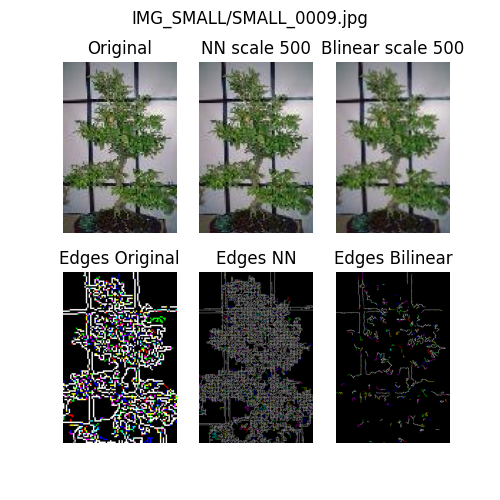 IMG_SMALL/SMALL_0009.jpg
Original
NN scale 500
Blinear scale 500
Edges Original
Edges NN
Edges Bilinear